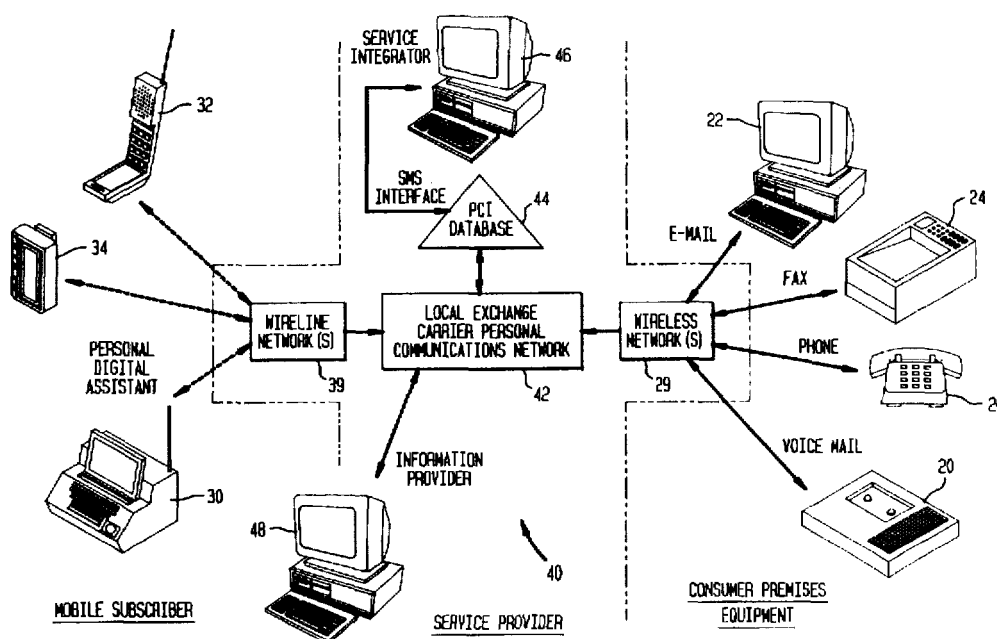 SERVICE
INTEGRATOR
46
32
22
SMS
INTERFACE
44
PCI
DATABASE
24
34
E-MAIL
FAX
WIRELINE
NETWORK(S)
LOCAL EXCHANGE
CARRIER PERSONAL
COMMUNICATIONS NETWORK
WIRELESS
NETWORK(S)
PHONE
PERSONAL
DIGITAL
ASSISTANT
39
42
29
VOICE MAIL
INFORMATION
PROVIDER
20
30
48
40
MOBILE SUBSCRIBER
SERVICE PROVIDER
CONSUMER PREMISES
EQUIPMENT